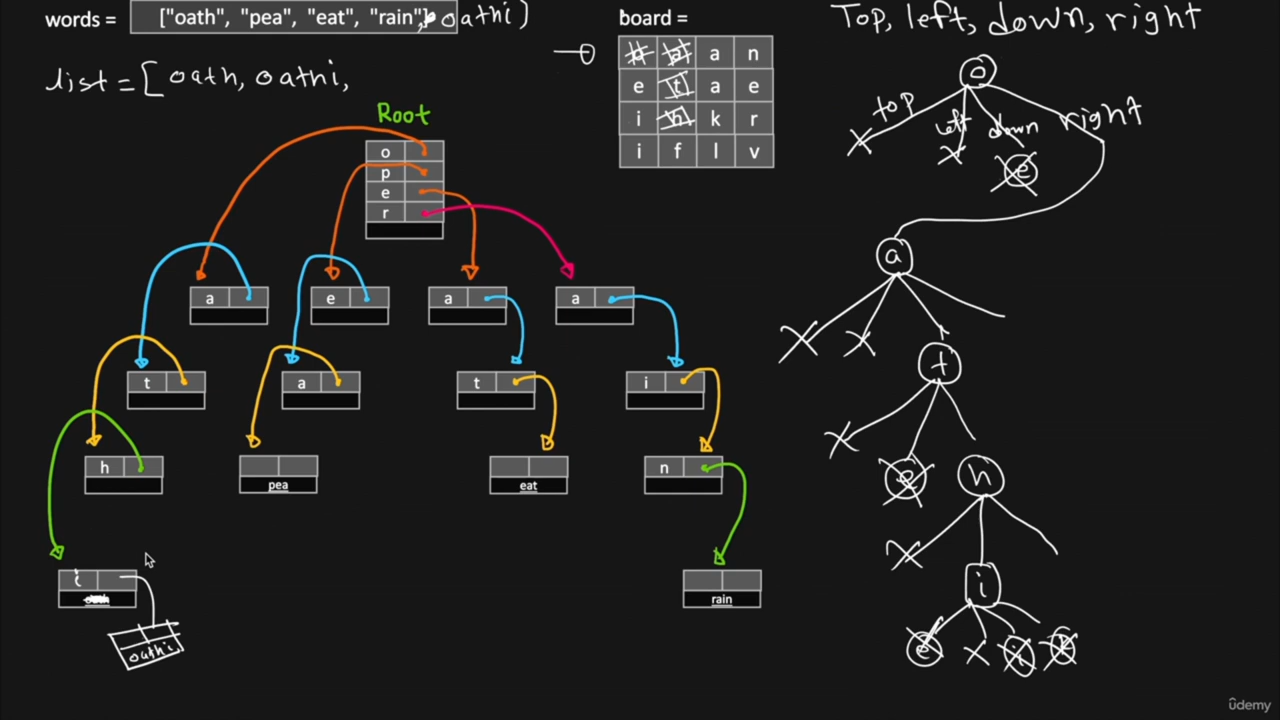 words = ["oath", "pea", "eat", "rain", oathi]
list = [oath, oathi,
board =
a n
e t a e
i h k r
i f l v
Top, left, down, right
Root
o
p
e
r
a
e
a
a
t
a
t
i
h
pea
eat
n
i
rain
oathi
o
top
left
down
right
e
a
t
e
h
i
e
i
k
ûdemy